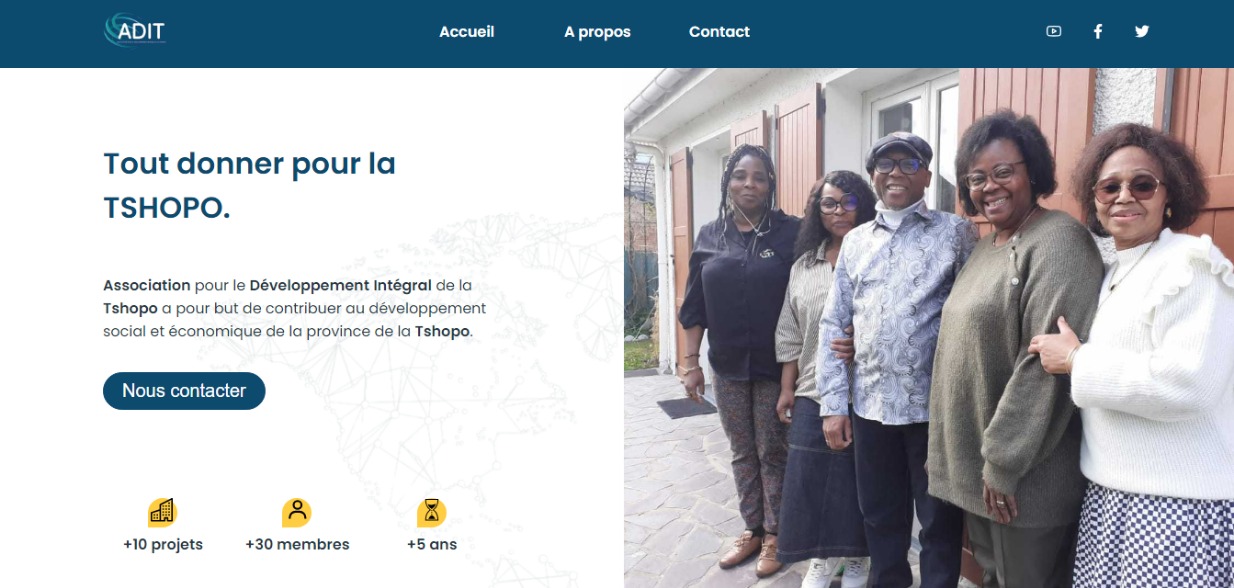 ADIT
Accueil
A propos
Contact
Tout donner pour la
TSHOPO.
Association pour le Développement Intégral de la
Tshopo a pour but de contribuer au développement
social et économique de la province de la Tshopo.
Nous contacter
+10 projets
+30 membres
+5 ans